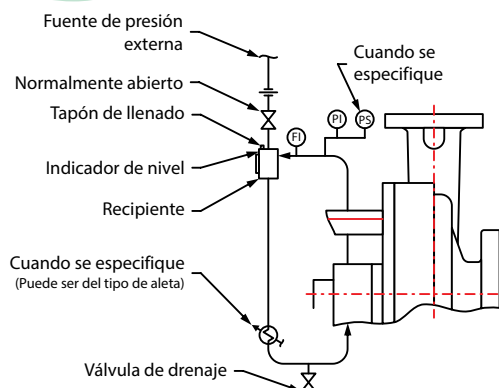 Fuente de presión
externa
Cuando se
especifique
Normalmente abierto
Tapón de llenado
PI
PS
FI
Indicador de nivel
Recipiente
Cuando se especifique
(Puede ser del tipo de aleta)
Válvula de drenaje